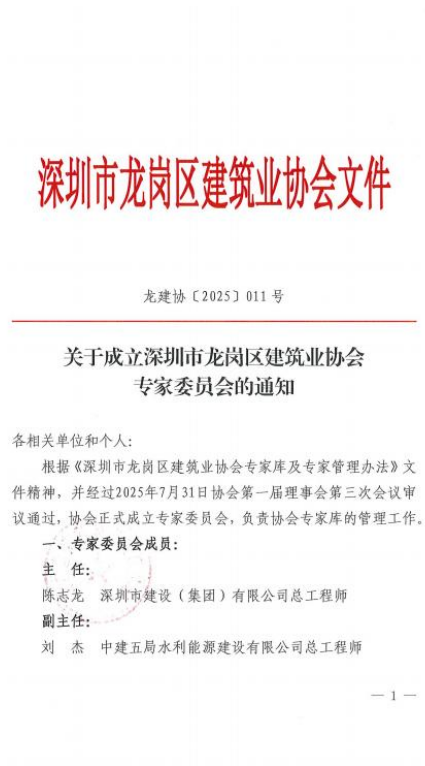 深圳市龙岗区建筑业协会文件
龙建协〔2025〕011 号
关于成立深圳市龙岗区建筑业协会
专家委员会的通知
各相关单位和个人：
根据《深圳市龙岗区建筑业协会专家库及专家管理办法》文
件精神，并经过2025年7月31日协会第一届理事会第三次会议审
议通过，协会正式成立专家委员会，负责协会专家库的管理工作。
一、专家委员会成员：
主　任：
陈志龙　深圳市建设（集团）有限公司总工程师
副主任：
刘　杰　中建五局水利能源建设有限公司总工程师
— 1 —